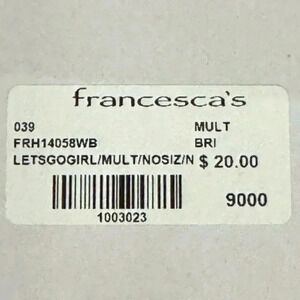 francesca's
039 MULT
FRH14058WB BRI
LETSGOGIRL/MULT/NOSIZ/N $ 20.00
1003023 9000